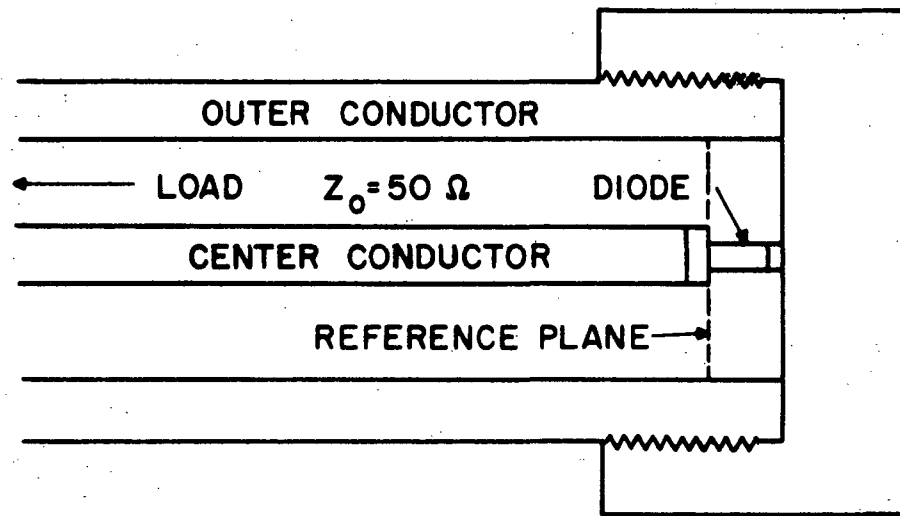 OUTER CONDUCTOR
LOAD Z₀=50 Ω DIODE
CENTER CONDUCTOR
REFERENCE PLANE